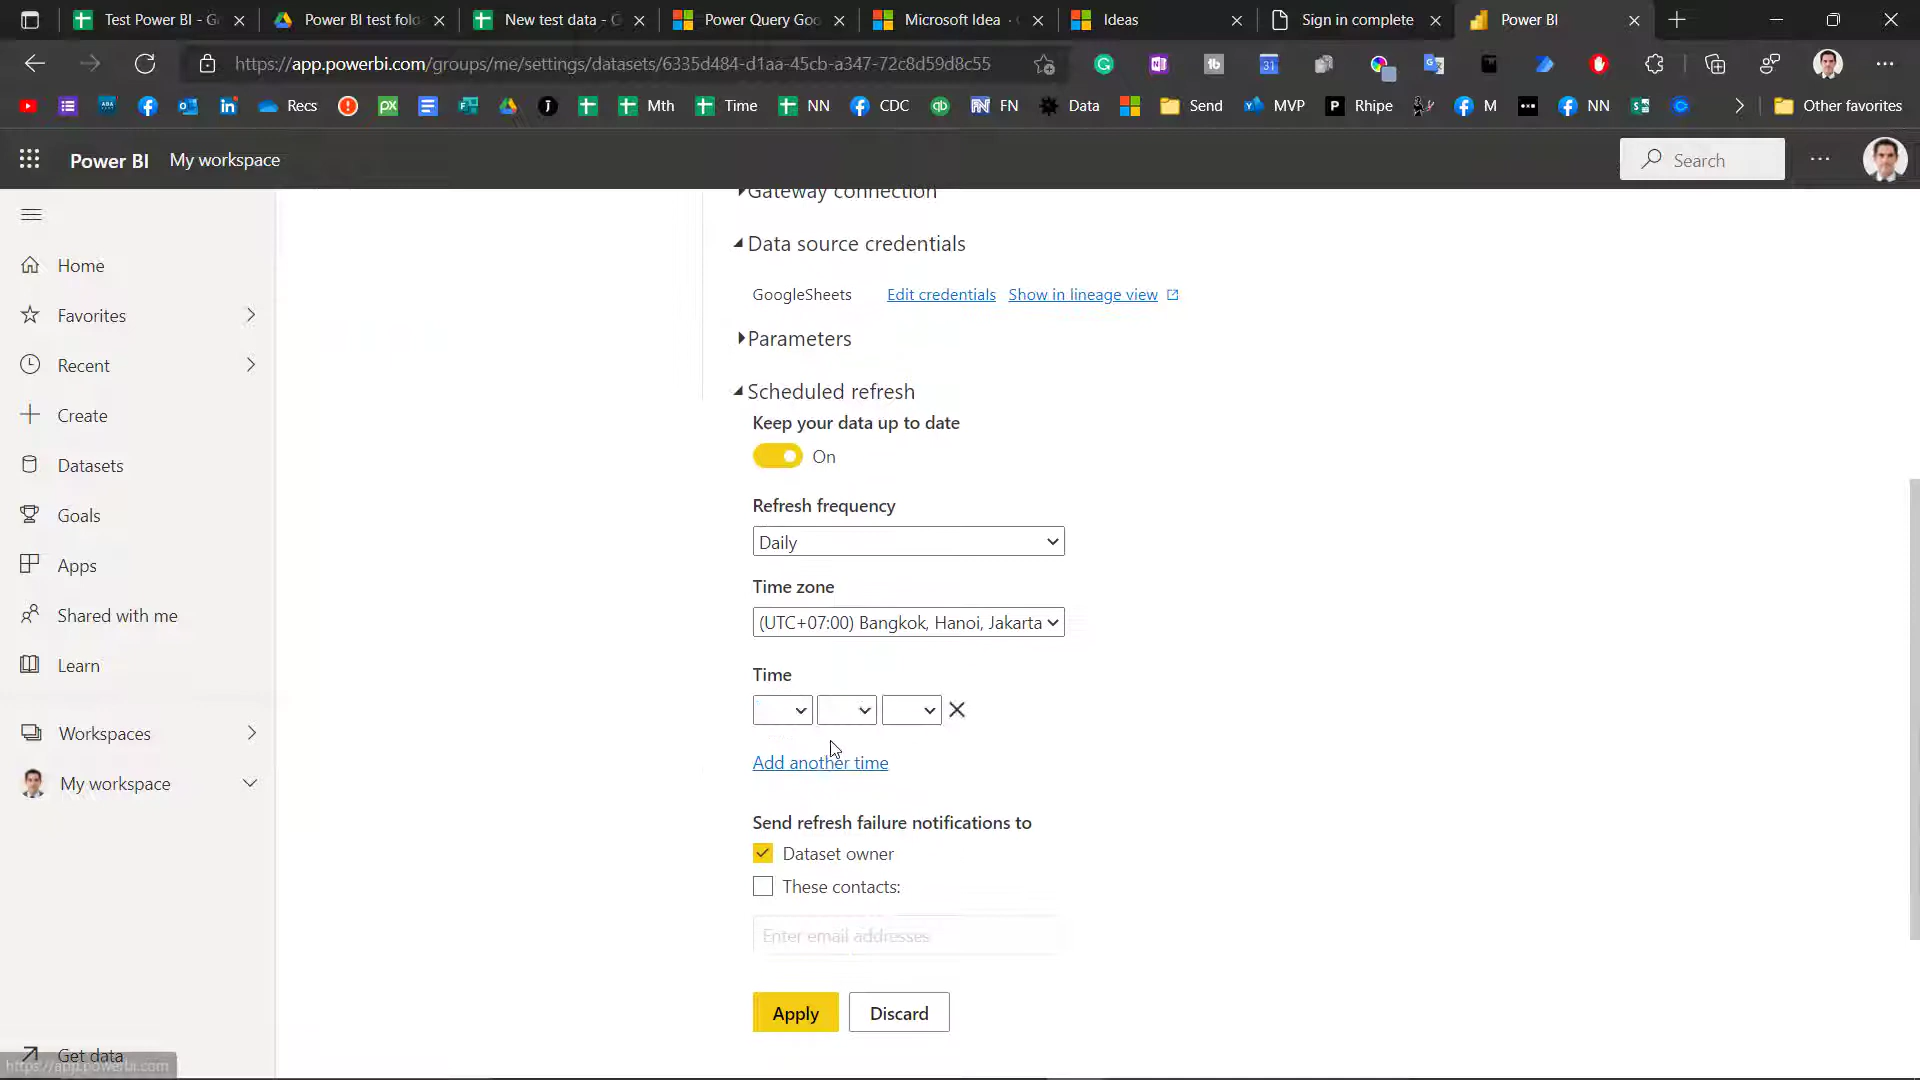 Test Power BI - G
Power BI test fold
New test data - G
Power Query Goo
Microsoft Idea ·
Ideas
Sign in complete
Power BI
https://app.powerbi.com/groups/me/settings/datasets/6335d484-d1aa-45cb-a347-72c8d59d8c55
Recs
Mth
Time
NN
CDC
FN
Data
Send
MVP
Rhipe
M
NN
Other favorites
Power BI
My workspace
Search
Home
Favorites
Recent
Create
Datasets
Goals
Apps
Shared with me
Learn
Workspaces
My workspace
Get data
https://app.powerbi.com
Gateway connection
Data source credentials
GoogleSheets
Edit credentials
Show in lineage view
Parameters
Scheduled refresh
Keep your data up to date
On
Refresh frequency
Daily
Time zone
(UTC+07:00) Bangkok, Hanoi, Jakarta
Time
Add another time
Send refresh failure notifications to
Dataset owner
These contacts:
Enter email addresses
Apply
Discard